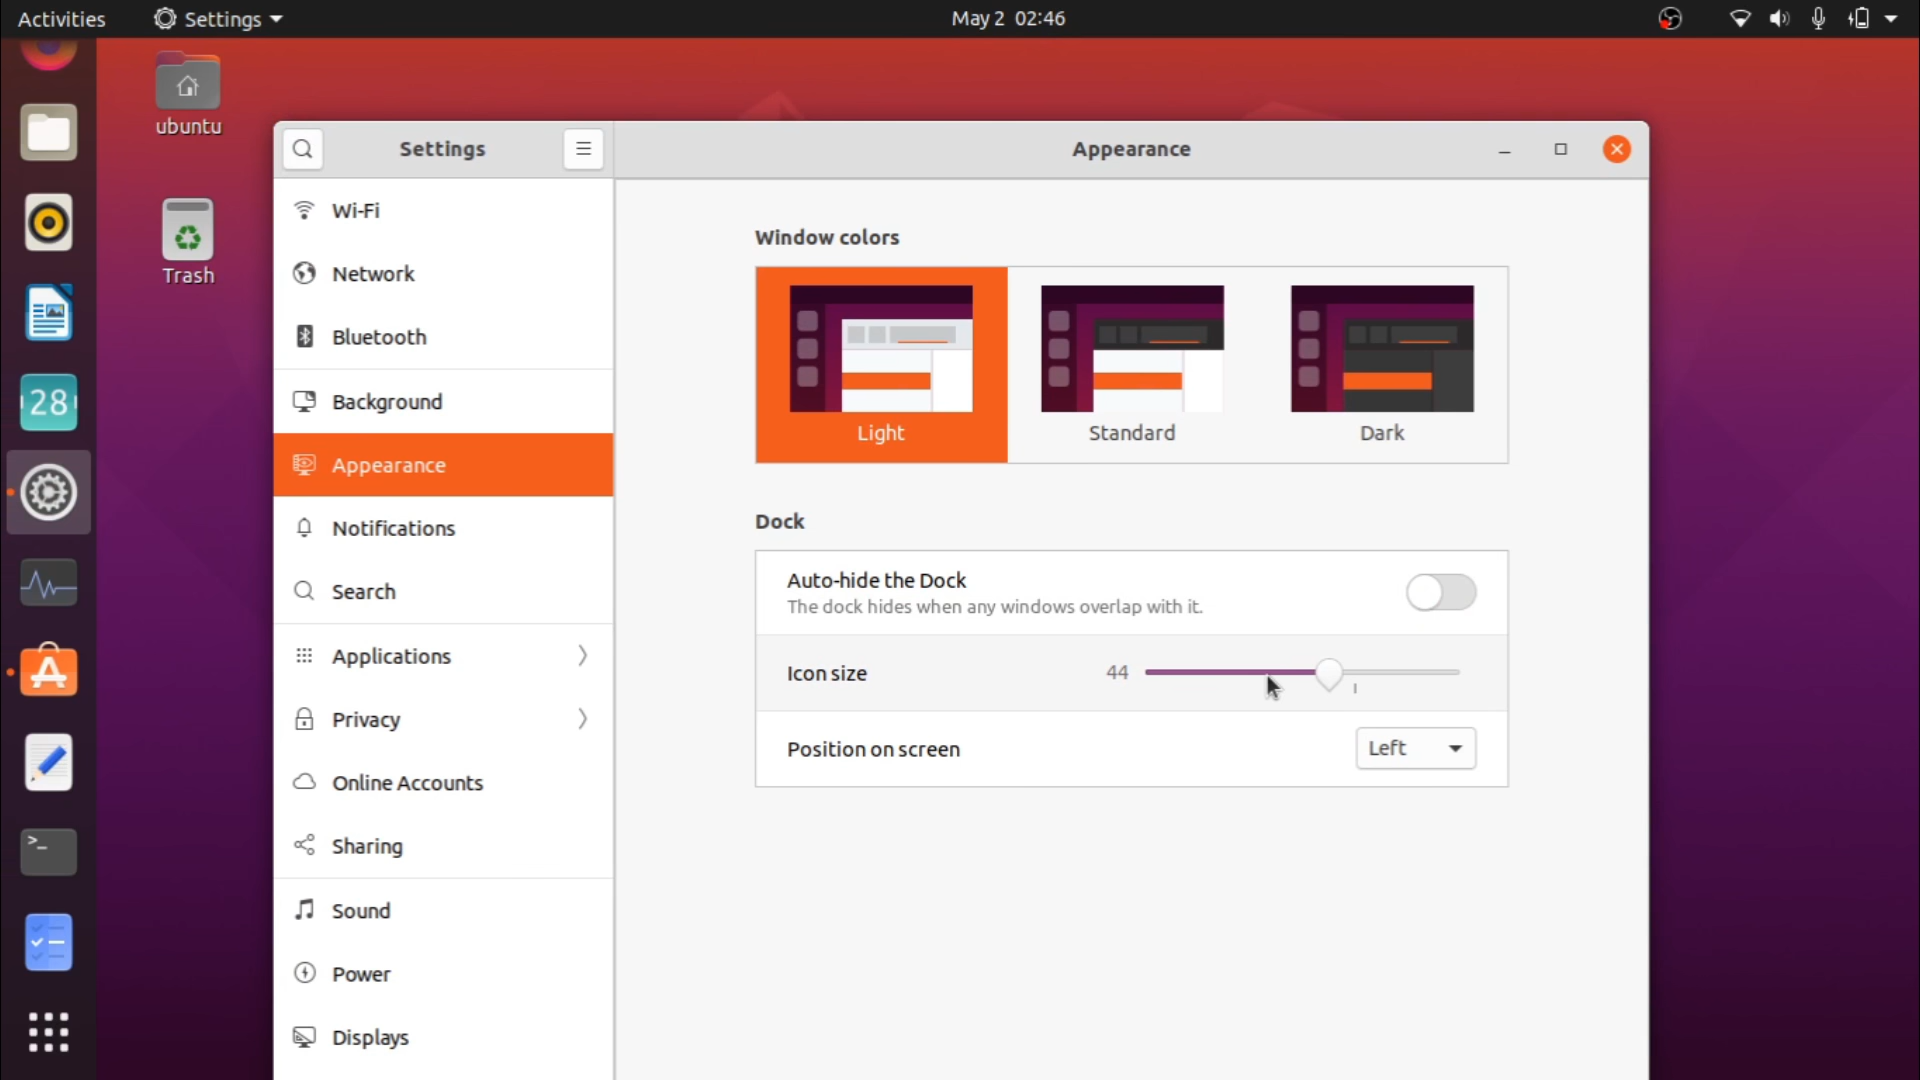 Activities
Settings
May 2 02:46
ubuntu
Trash
28
>_
Settings
Appearance
Wi-Fi
Network
Bluetooth
Background
Appearance
Notifications
Search
Applications
Privacy
Online Accounts
Sharing
Sound
Power
Displays
Window colors
Light
Standard
Dark
Dock
Auto-hide the Dock
The dock hides when any windows overlap with it.
Icon size
44
Position on screen
Left